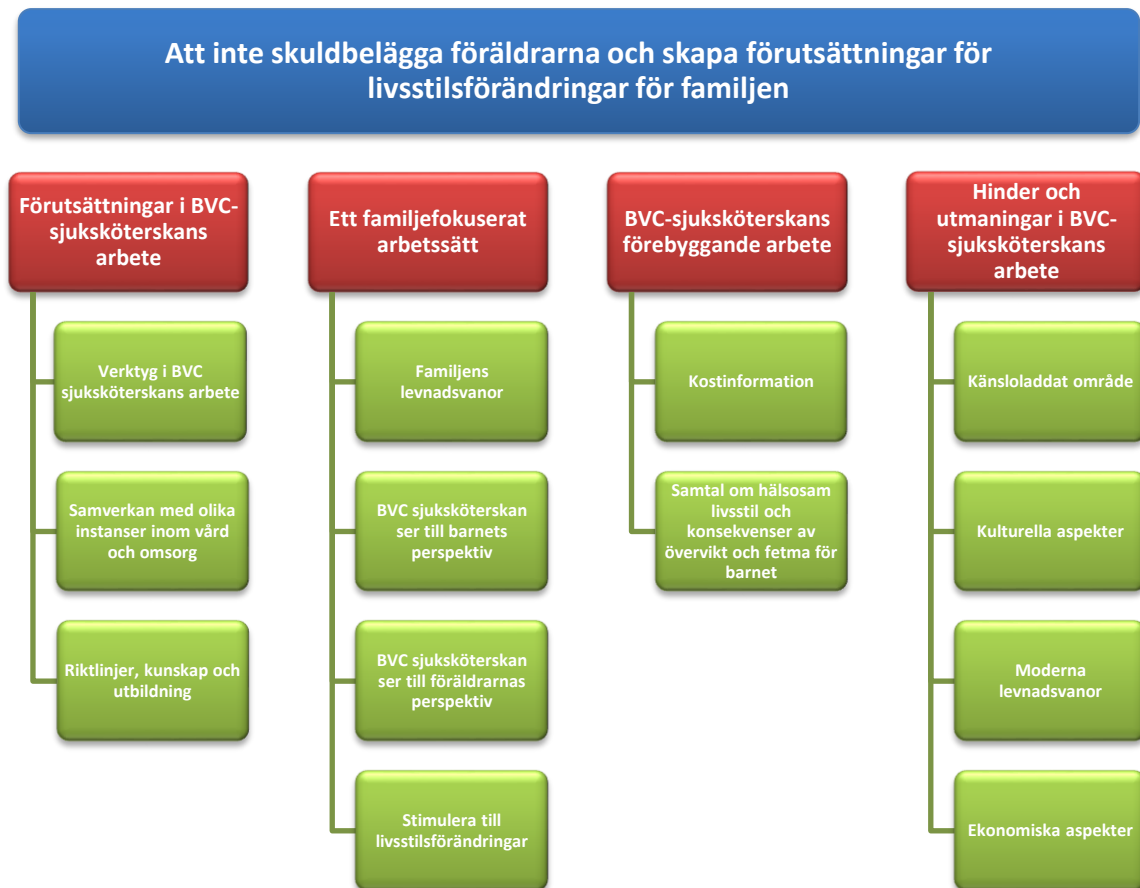 Att inte skuldbelägga föräldrarna och skapa förutsättningar för
livsstilsförändringar för familjen
Förutsättningar i BVC-
sjuksköterskans
arbete
Verktyg i BVC
sjuksköterskans arbete
Samverkan med olika
instanser inom vård
och omsorg
Riktlinjer, kunskap och
utbildning
Ett familjefokuserat
arbetssätt
Familjens
levnadsvanor
BVC sjuksköterskan
ser till barnets
perspektiv
BVC sjuksköterskan
ser till föräldrarnas
perspektiv
Stimulera till
livsstilsförändringar
BVC-sjuksköterskans
förebyggande arbete
Kostinformation
Samtal om hälsosam
livsstil och
konsekvenser av
övervikt och fetma för
barnet
Hinder och
utmaningar i BVC-
sjuksköterskans
arbete
Känsloladdat område
Kulturella aspekter
Moderna
levnadsvanor
Ekonomiska aspekter